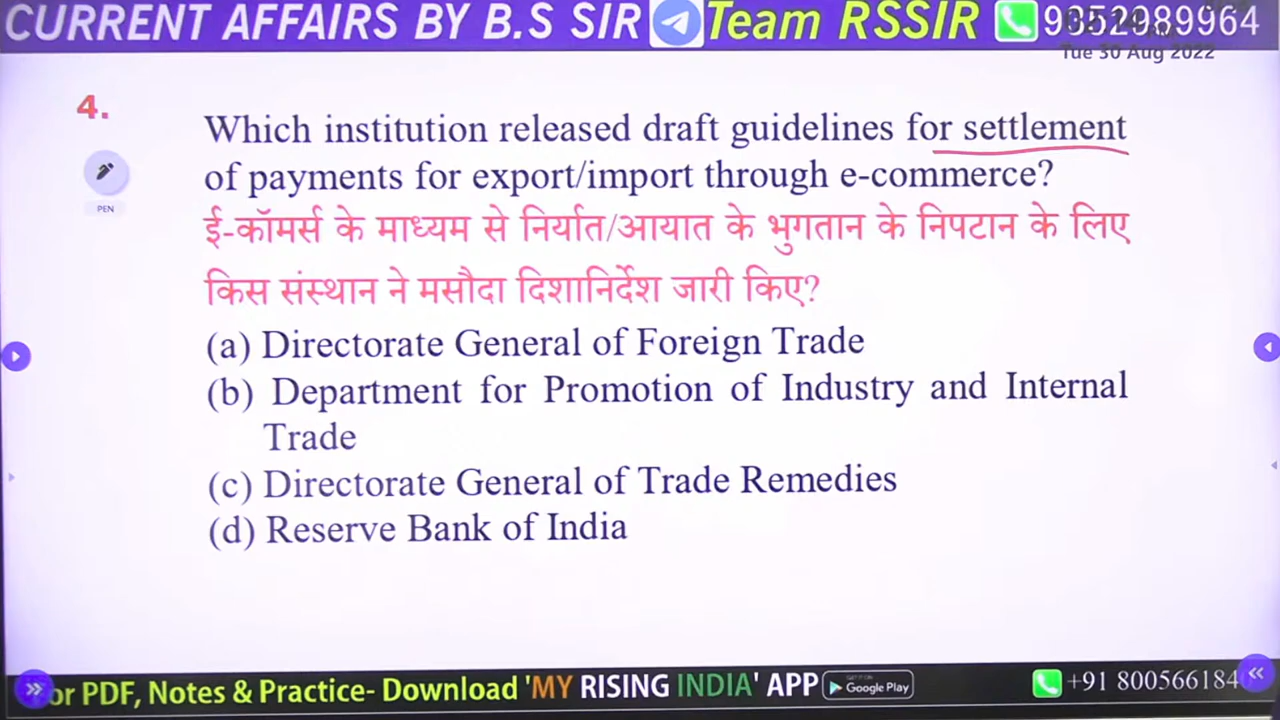 CURRENT AFFAIRS BY B.S SIR Team RSSIR 9352989964
Tue 30 Aug 2022
4.
Which institution released draft guidelines for settlement
of payments for export/import through e-commerce?
PEN
ई-कॉमर्स के माध्यम से निर्यात/आयात के भुगतान के निपटान के लिए
किस संस्थान ने मसौदा दिशानिर्देश जारी किए?
(a) Directorate General of Foreign Trade
(b) Department for Promotion of Industry and Internal
Trade
(c) Directorate General of Trade Remedies
(d) Reserve Bank of India
or PDF, Notes & Practice- Download 'MY RISING INDIA' APP GET IT ON Google Play +91 800566184